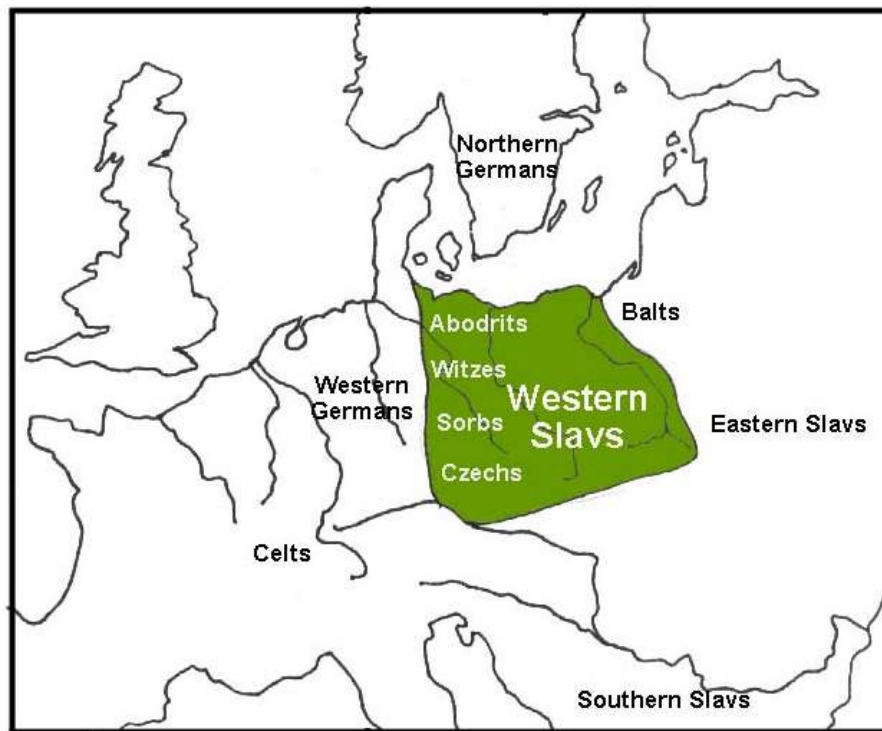 Northern
Germans
Balts
Abodrits
Witzes
Western
Germans
Western
Slavs
Sorbs
Eastern Slavs
Czechs
Celts
Southern Slavs